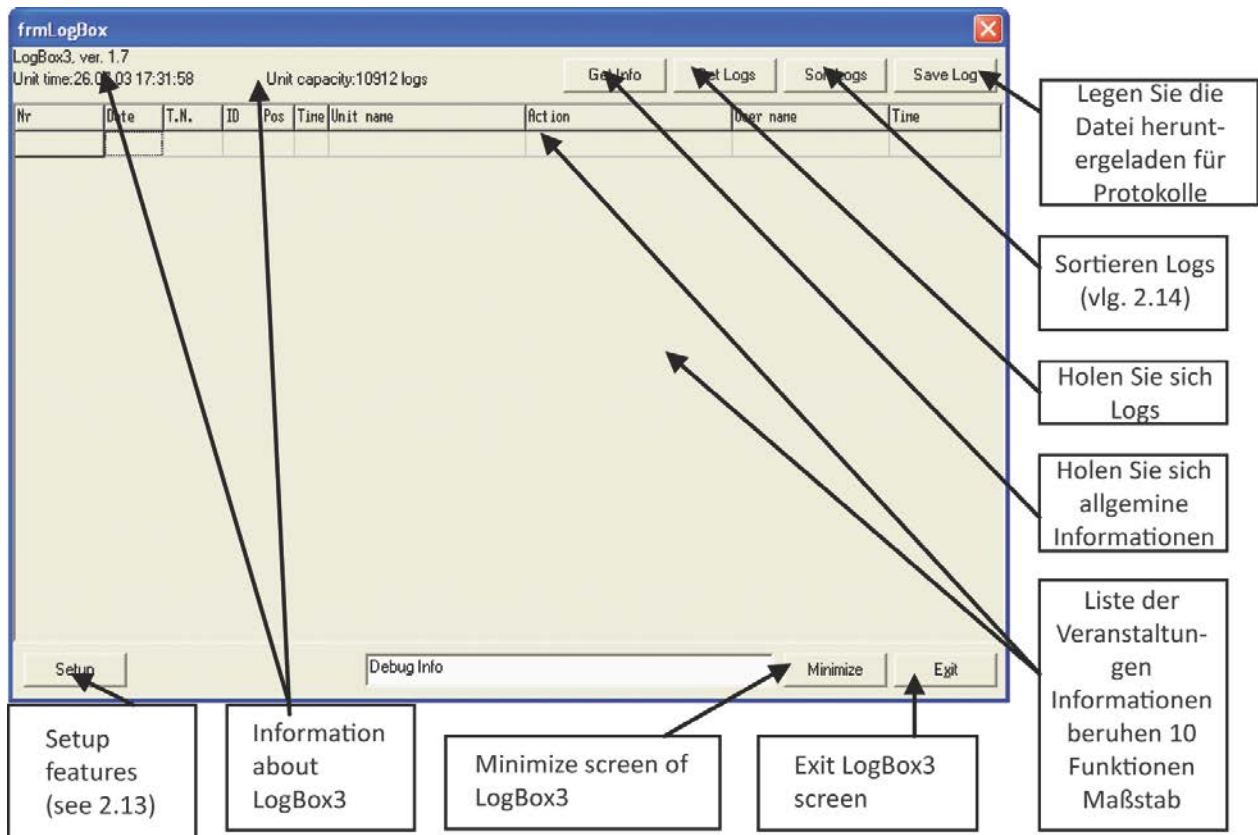 frmLogBox
LogBox3, ver. 1.7
Unit time:26.0 .03 17:31:58 Unit capacity:10912 logs
Get Info
Get Logs
Sort Logs
Save Log
Nr Date T.N. ID Pos Time Unit name Action User name Time
Legen Sie die
Datei herunt-
ergeladen für
Protokolle
Sortieren Logs
(vlg. 2.14)
Holen Sie sich
Logs
Holen Sie sich
allgemine
Informationen
Liste der
Veranstaltun-
gen
Informationen
beruhen 10
Funktionen
Maßstab
Setup
Debug Info
Minimize
Exit
Setup
features
(see 2.13)
Information
about
LogBox3
Minimize screen of
LogBox3
Exit LogBox3
screen